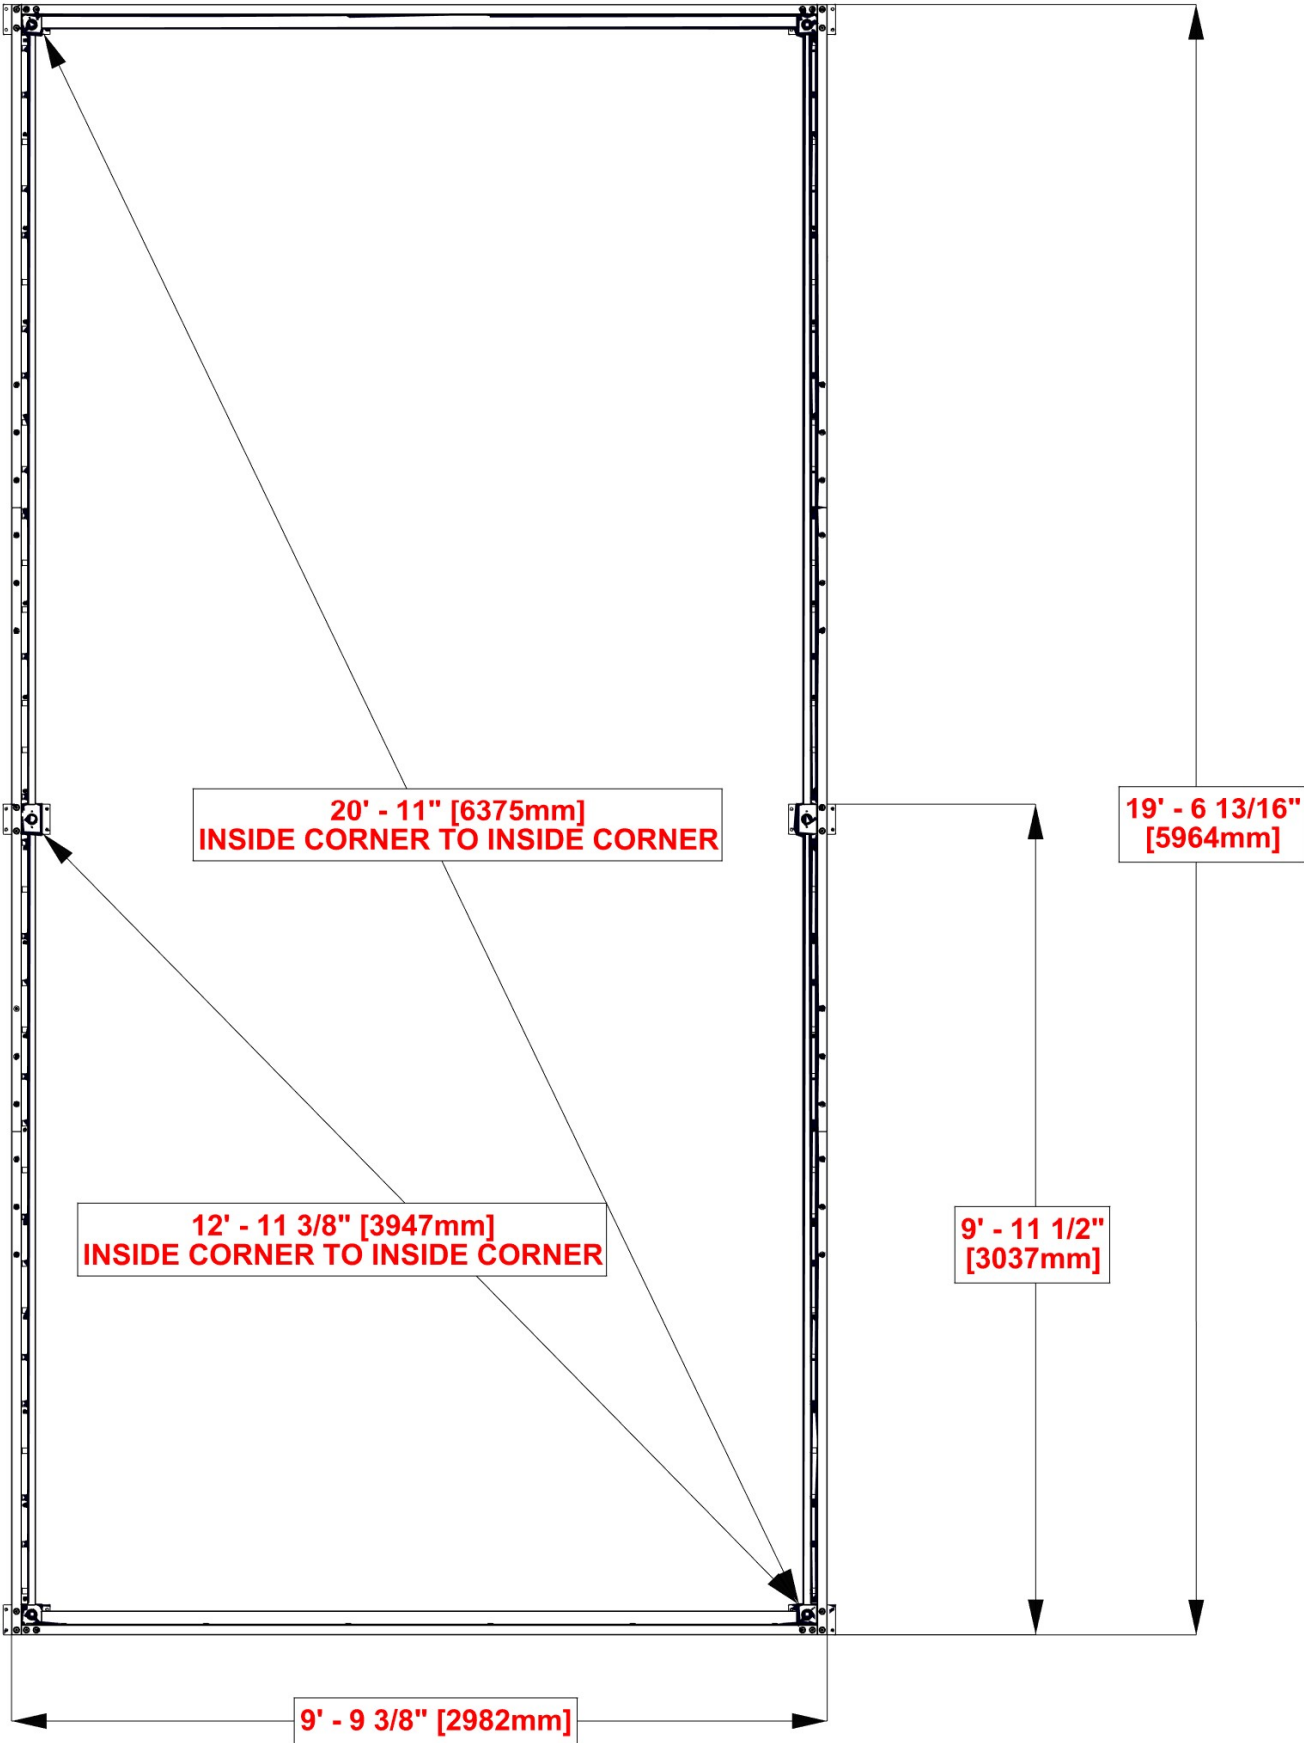 20' - 11" [6375mm]
INSIDE CORNER TO INSIDE CORNER
19' - 6 13/16"
[5964mm]
12' - 11 3/8" [3947mm]
INSIDE CORNER TO INSIDE CORNER
9' - 11 1/2"
[3037mm]
9' - 9 3/8" [2982mm]